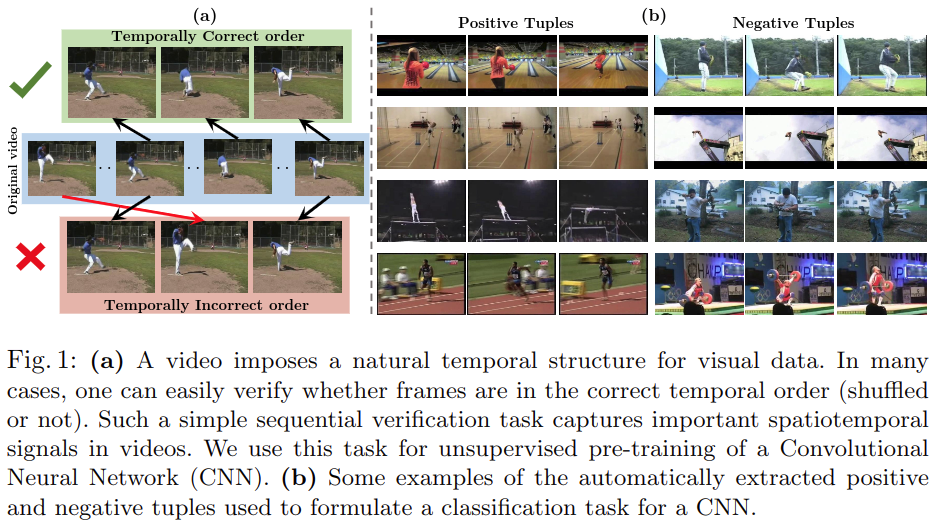 (a)
Temporally Correct order
Original video
Temporally Incorrect order
(b)
Positive Tuples
Negative Tuples
Fig. 1: (a) A video imposes a natural temporal structure for visual data. In many
cases, one can easily verify whether frames are in the correct temporal order (shuffled
or not). Such a simple sequential verification task captures important spatiotemporal
signals in videos. We use this task for unsupervised pre-training of a Convolutional
Neural Network (CNN). (b) Some examples of the automatically extracted positive
and negative tuples used to formulate a classification task for a CNN.